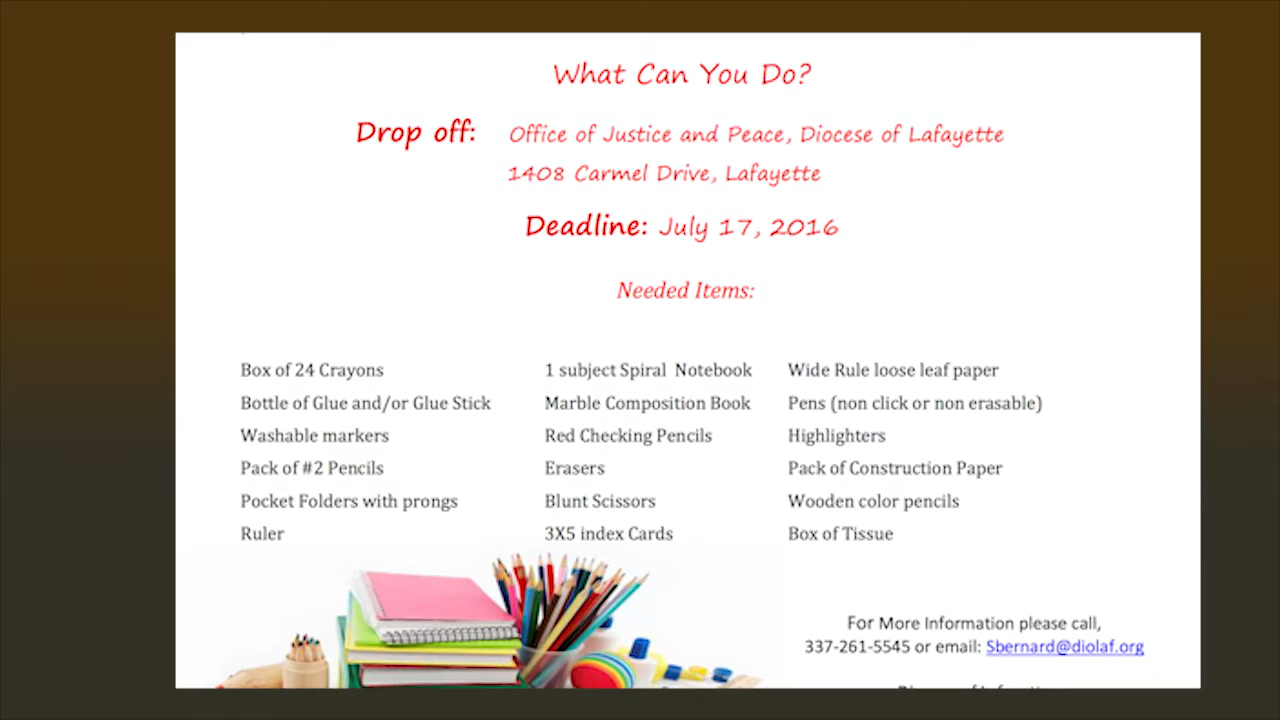 What Can You Do?
Drop off: Office of Justice and Peace, Diocese of Lafayette
1408 Carmel Drive, Lafayette
Deadline: July 17, 2016
Needed Items:
Box of 24 Crayons 1 subject Spiral Notebook Wide Rule loose leaf paper
Bottle of Glue and/or Glue Stick Marble Composition Book Pens (non click or non erasable)
Washable markers Red Checking Pencils Highlighters
Pack of #2 Pencils Erasers Pack of Construction Paper
Pocket Folders with prongs Blunt Scissors Wooden color pencils
Ruler 3X5 index Cards Box of Tissue
For More Information please call,
337-261-5545 or email: Sbernard@diolaf.org